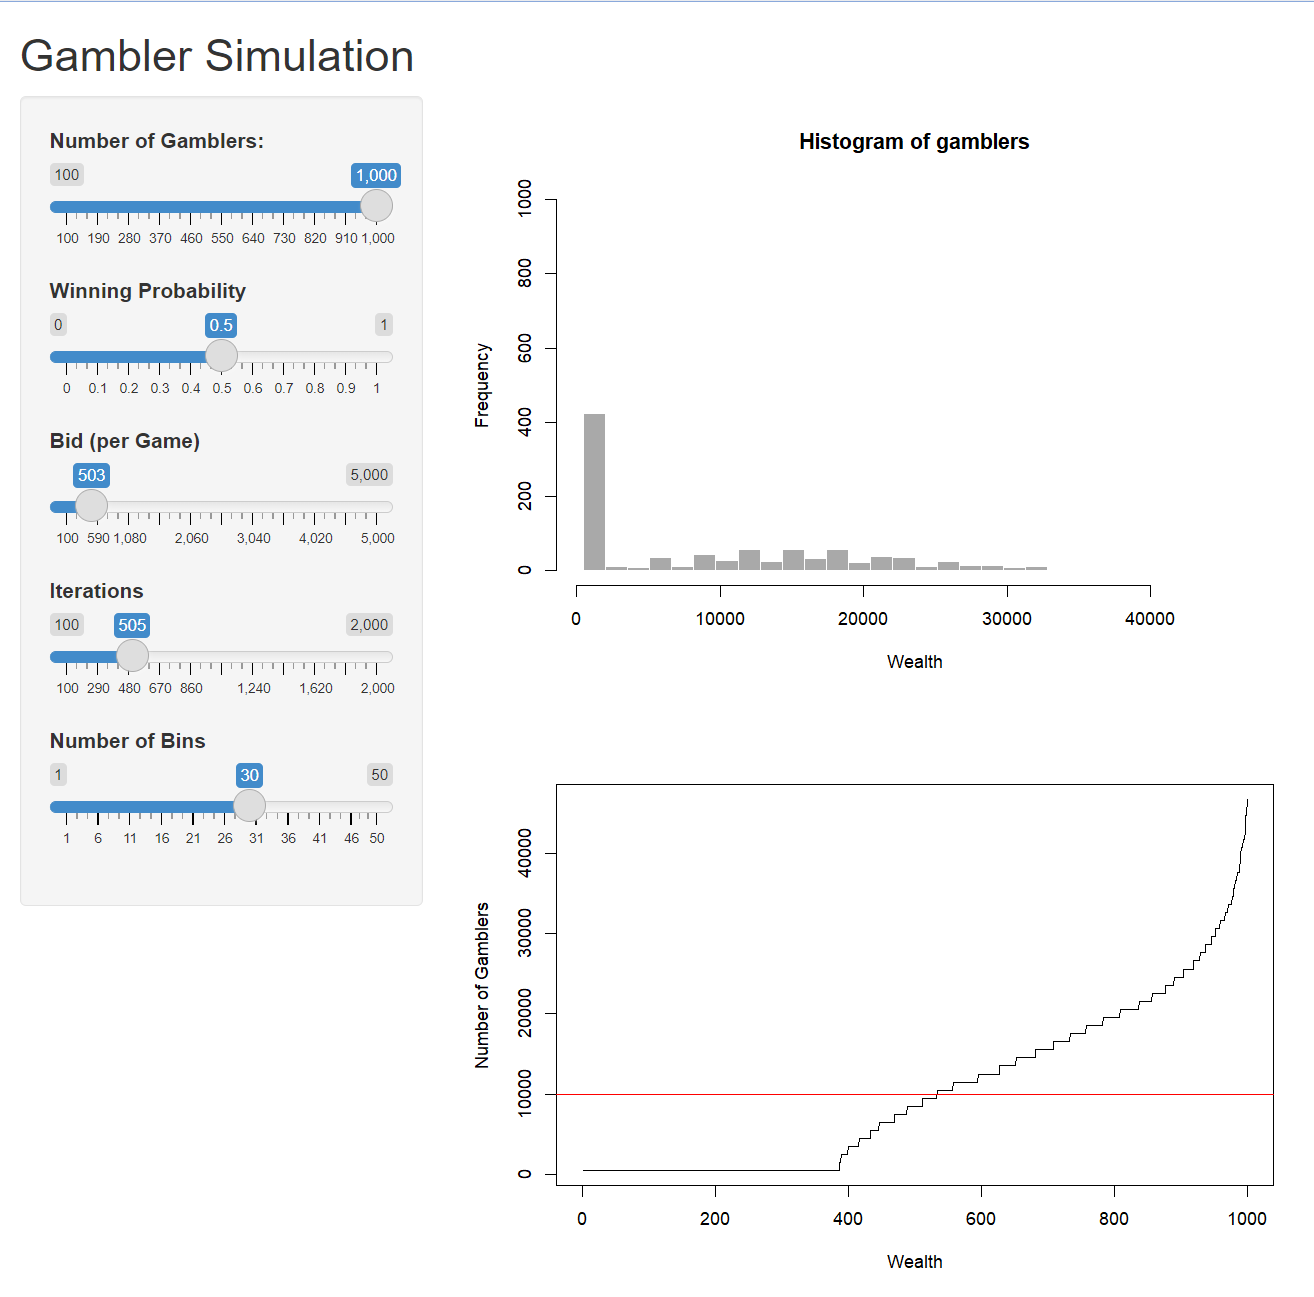 Gambler Simulation
Number of Gamblers:
100 1,000
100 190 280 370 460 550 640 730 820 910 1,000
Winning Probability
0 0.5 1
0 0.1 0.2 0.3 0.4 0.5 0.6 0.7 0.8 0.9 1
Bid (per Game)
503 5,000
100 590 1,080 2,060 3,040 4,020 5,000
Iterations
100 505 2,000
100 290 480 670 860 1,240 1,620 2,000
Number of Bins
1 30 50
1 6 11 16 21 26 31 36 41 46 50
Histogram of gamblers
Frequency
1000
800
600
400
200
0
0 10000 20000 30000 40000
Wealth
Number of Gamblers
40000
30000
20000
10000
0
0 200 400 600 800 1000
Wealth